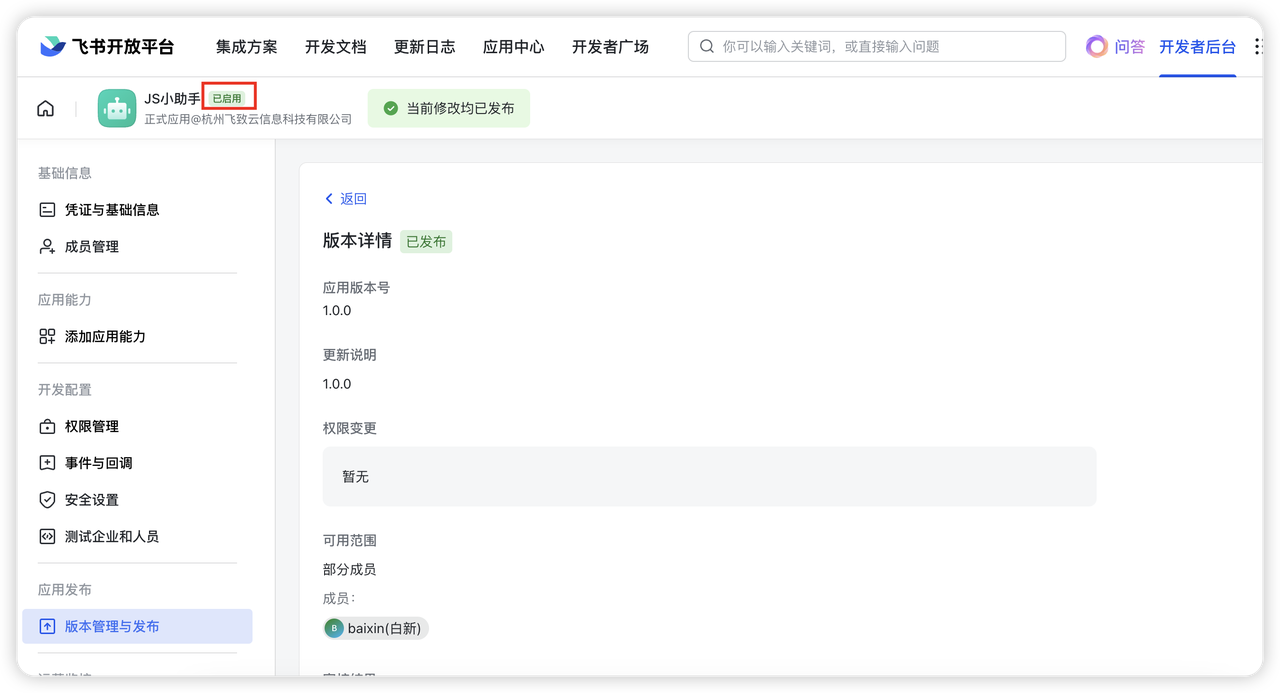 飞书开放平台 集成方案 开发文档 更新日志 应用中心 开发者广场 你可以输入关键词，或直接输入问题 问答 开发者后台
JS小助手 已启用
正式应用@杭州飞致云信息科技有限公司
当前修改均已发布
基础信息
凭证与基础信息
成员管理
应用能力
添加应用能力
开发配置
权限管理
事件与回调
安全设置
测试企业和人员
应用发布
版本管理与发布
返回
版本详情 已发布
应用版本号
1.0.0
更新说明
1.0.0
权限变更
暂无
可用范围
部分成员
成员：
B baixin(白新)